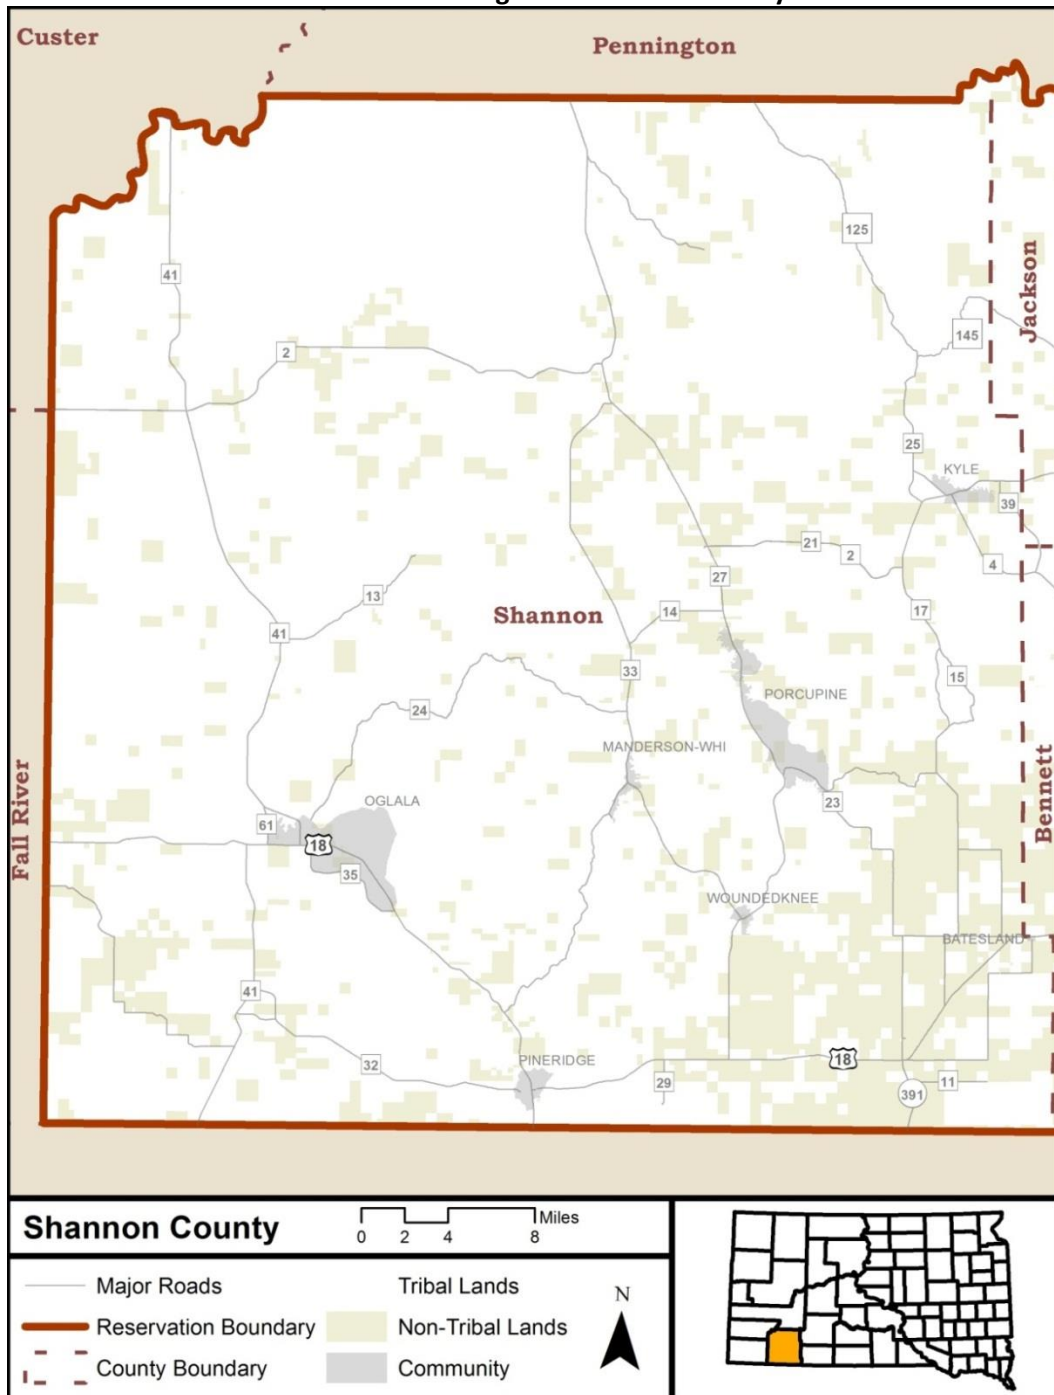 Custer
Pennington
125
41
Jackson
145
2
25
KYLE
39
21
2
4
27
13
14
17
Shannon
41
33
15
24
PORCUPINE
MANDERSON-WHI
Fall River
Bennett
OGLALA
23
61
18
35
WOUNDEDKNEE
BATESLAND
41
PINERIDGE
18
32
29
11
391
Shannon County
Miles
0 2 4 8
Major Roads
Tribal Lands
N
Reservation Boundary
Non-Tribal Lands
County Boundary
Community